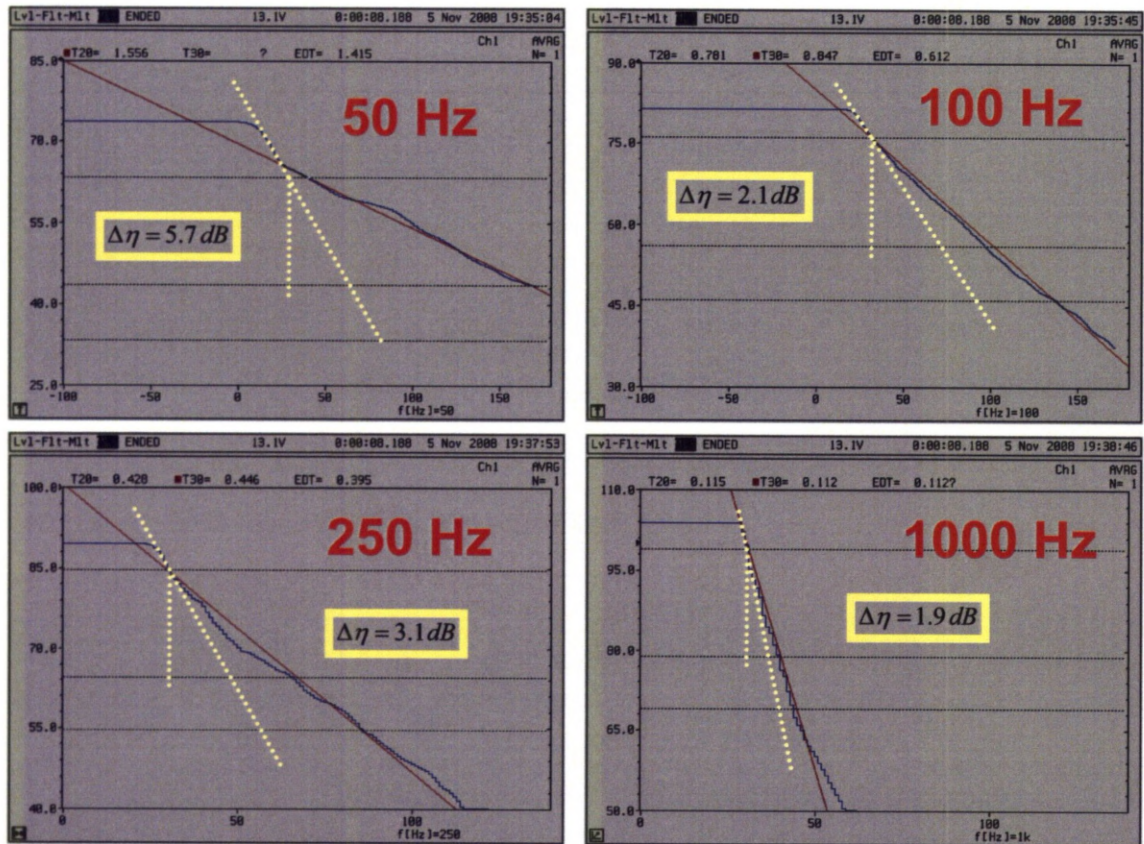 Lvl-Flt-Mlt ENDED 13.1V 0:00:08.188 5 Nov 2008 19:35:04
Ch1 AVRG
■T20= 1.556 T30= ? EDT= 1.415 N= 1
85.0
50 Hz
70.0
Δη = 5.7 dB
55.0
40.0
25.0
-100 -50 0 50 100 150
f[Hz]=50
Lvl-Flt-Mlt ENDED 13.1V 0:00:08.188 5 Nov 2008 19:35:45
Ch1 AVRG
T20= 0.781 ■T30= 0.847 EDT= 0.612 N= 1
90.0
100 Hz
75.0
Δη = 2.1 dB
60.0
45.0
30.0
-100 -50 0 50 100 150
f[Hz]=100
Lvl-Flt-Mlt ENDED 13.1V 0:00:08.188 5 Nov 2008 19:37:53
Ch1 AVRG
T20= 0.428 ■T30= 0.446 EDT= 0.395 N= 1
100.0
250 Hz
85.0
Δη = 3.1 dB
70.0
55.0
40.0
0 50 100
f[Hz]=250
Lvl-Flt-Mlt ENDED 13.1V 0:00:08.188 5 Nov 2008 19:38:46
Ch1 AVRG
T20= 0.115 ■T30= 0.112 EDT= 0.112? N= 1
110.0
1000 Hz
95.0
Δη = 1.9 dB
80.0
65.0
50.0
0 50 100
f[Hz]=1k